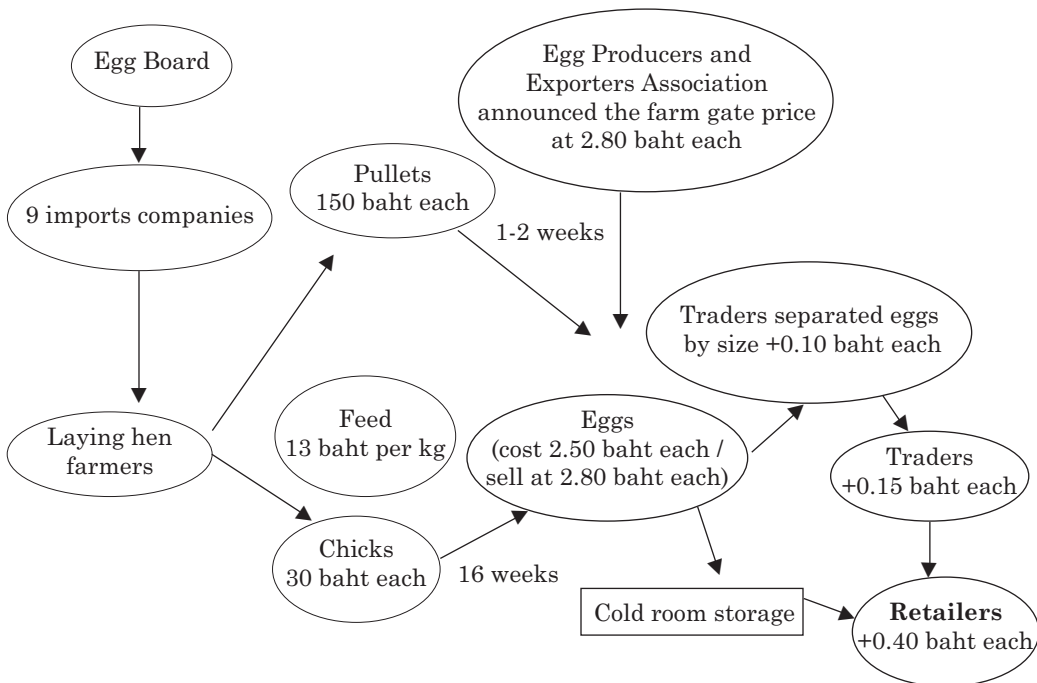 Egg Board
Egg Producers and
Exporters Association
announced the farm gate price
at 2.80 baht each
9 imports companies
Pullets
150 baht each
1-2 weeks
Traders separated eggs
by size +0.10 baht each
Laying hen
farmers
Feed
13 baht per kg
Eggs
(cost 2.50 baht each /
sell at 2.80 baht each)
Traders
+0.15 baht each
Chicks
30 baht each
16 weeks
Cold room storage
Retailers
+0.40 baht each